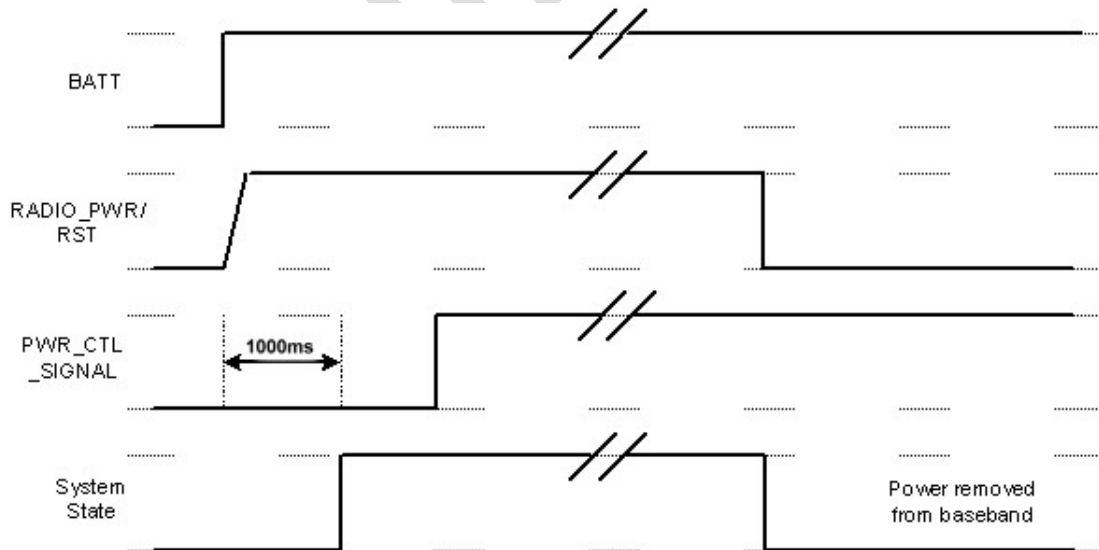 BATT
RADIO_PWR/
RST
PWR_CTL
_SIGNAL
1000ms
System
State
Power removed
from baseband